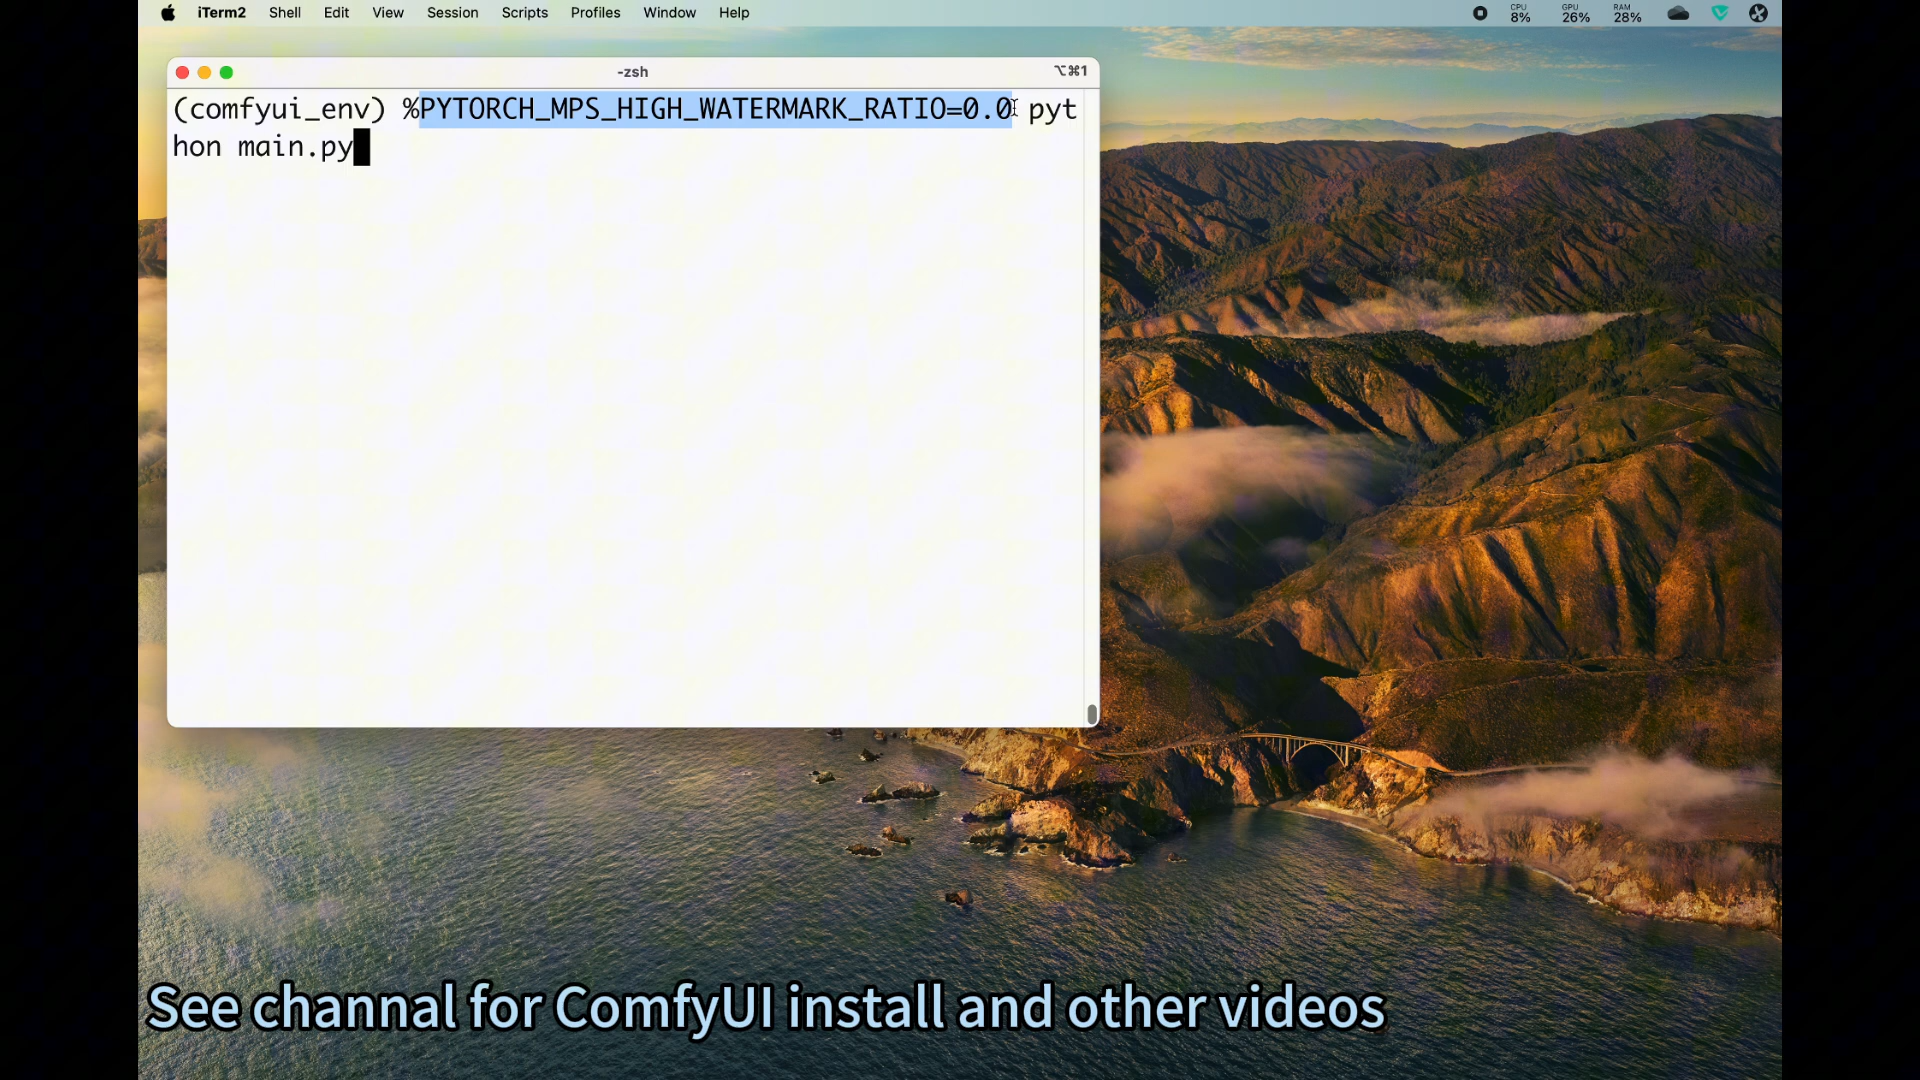 iTerm2 Shell Edit View Session Scripts Profiles Window Help CPU 8% GPU 26% RAM 28%
-zsh ⌥⌘1
(comfyui_env) %PYTORCH_MPS_HIGH_WATERMARK_RATIO=0.0 pyt
hon main.py
See channal for ComfyUI install and other videos